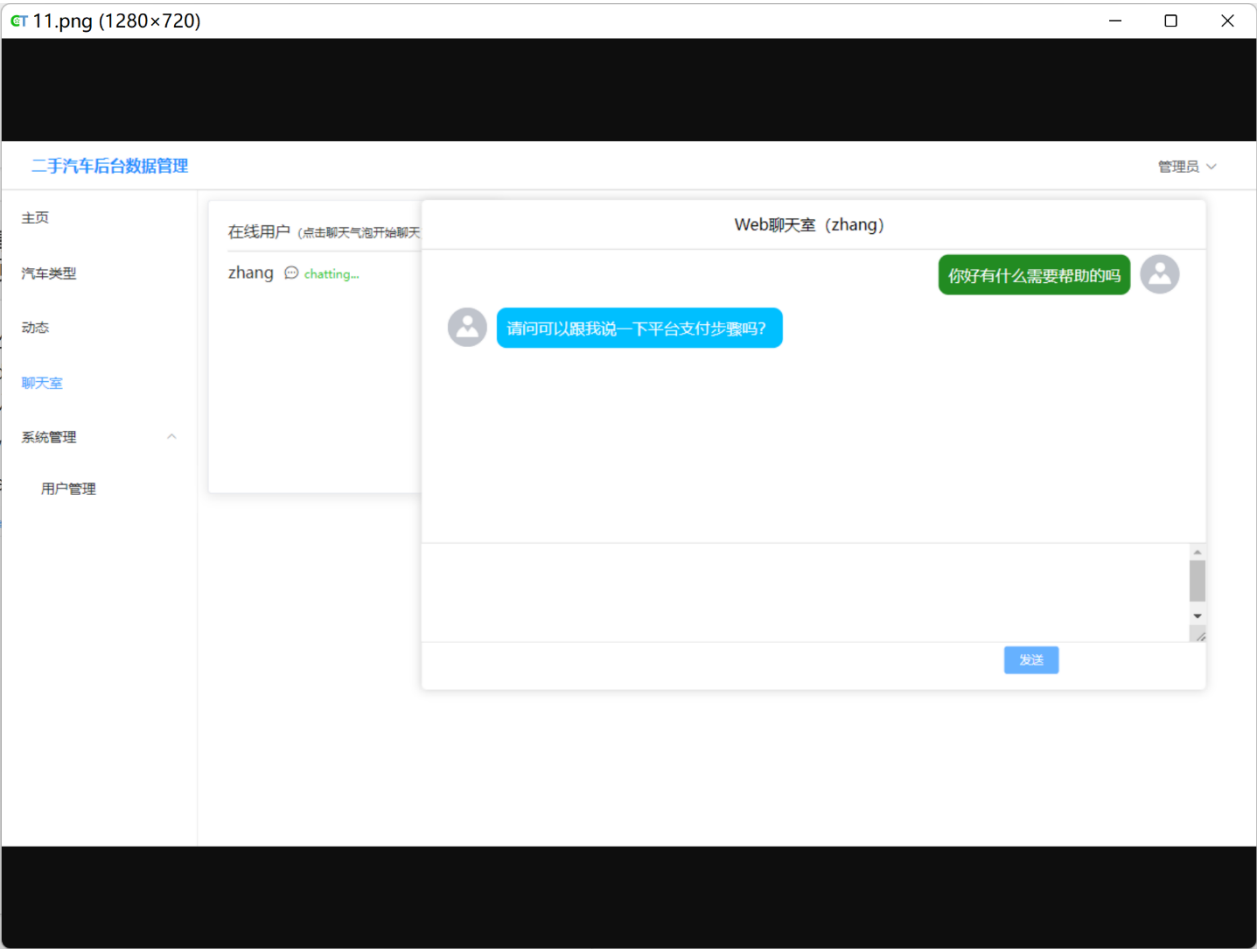 11.png (1280×720)
二手汽车后台数据管理
管理员
主页
汽车类型
动态
聊天室
系统管理
用户管理
在线用户 (点击聊天气泡开始聊天
zhang chatting...
Web聊天室（zhang）
你好有什么需要帮助的吗
请问可以跟我说一下平台支付步骤吗？
发送